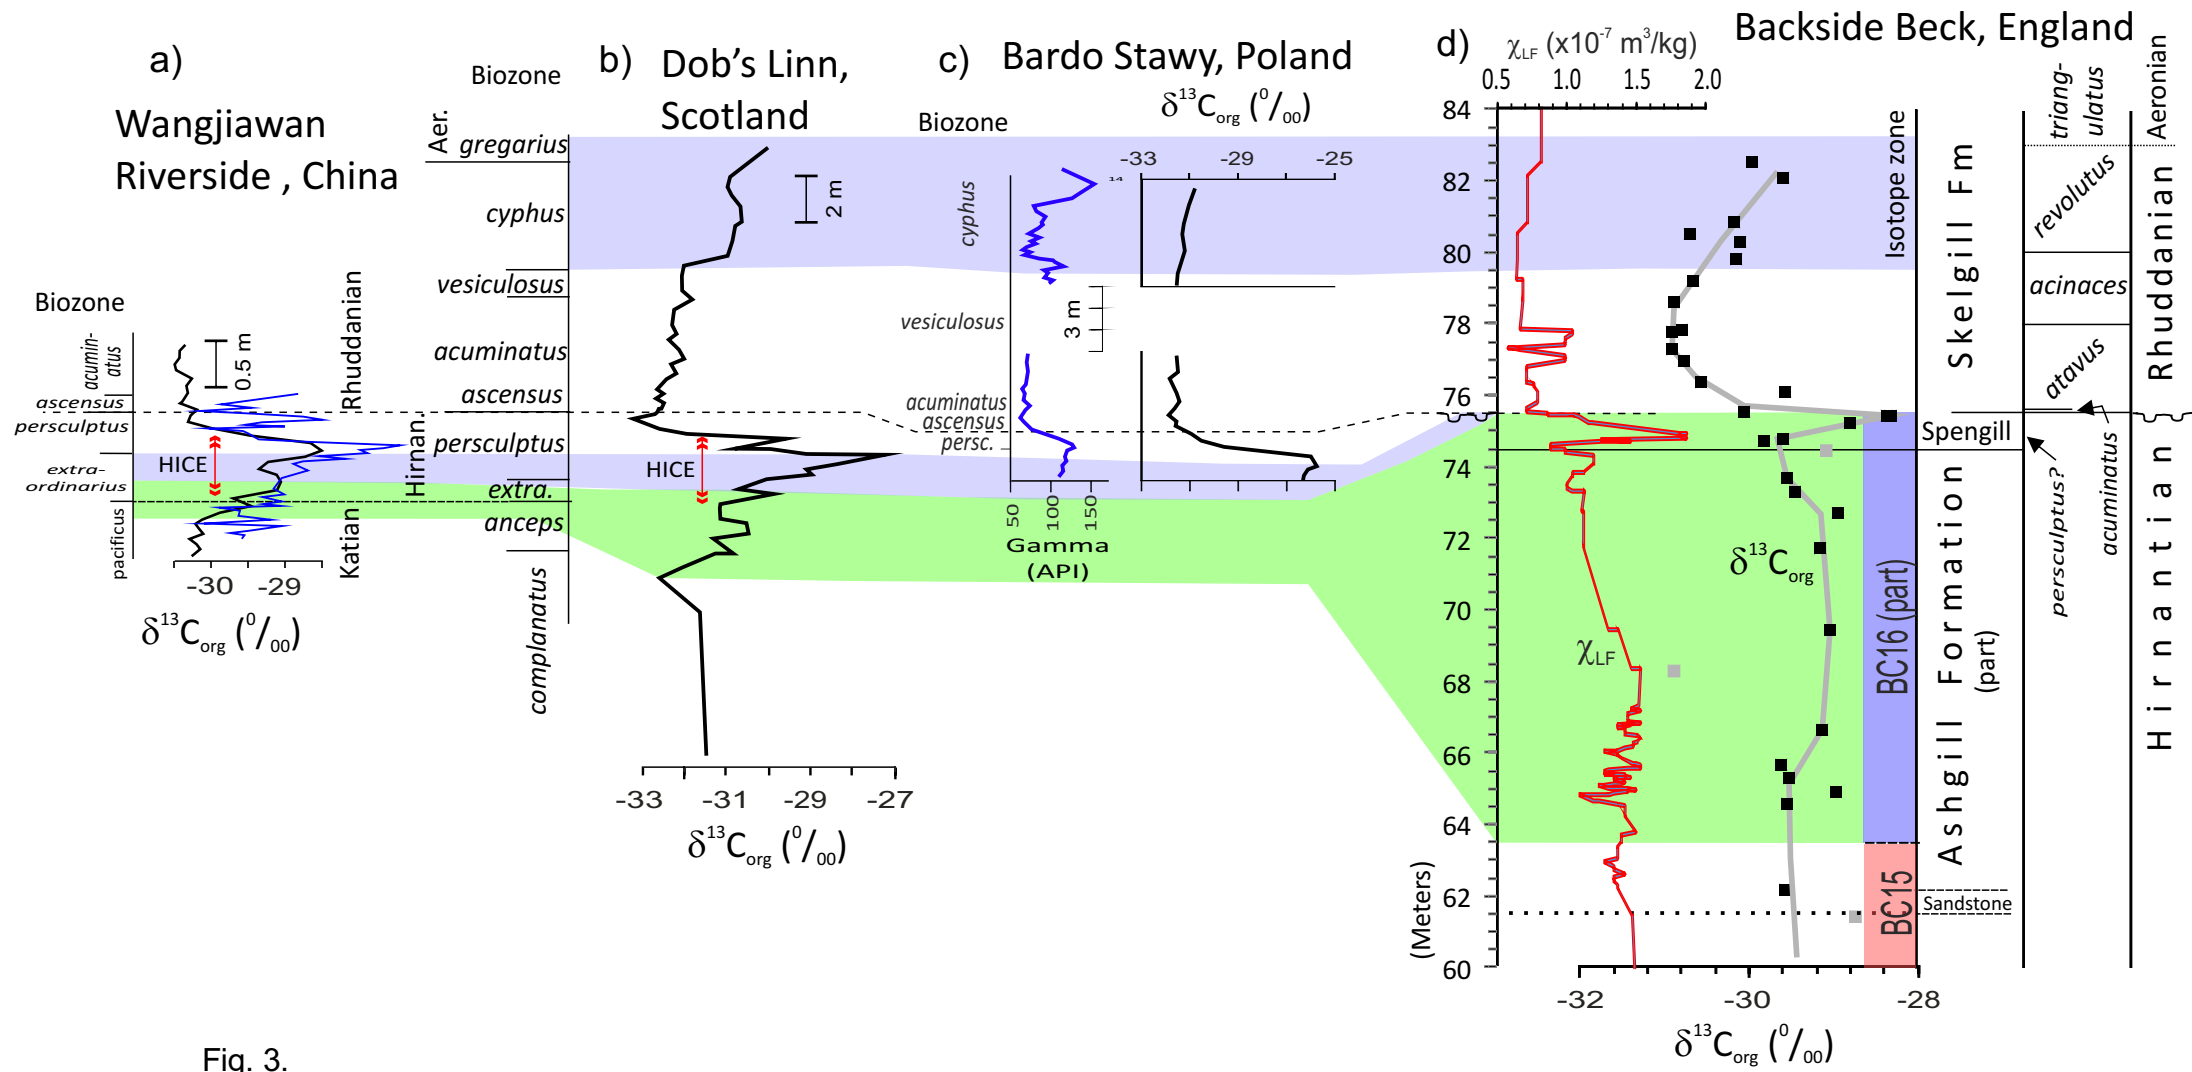 a)
Wangjiawan
Riverside , China
Biozone
acumin-
atus
ascensus
persculptus
extra-
ordinarius
pacificus
0.5 m
HICE
Rhuddanian
Hirnan.
Katian
-30 -29
δ13Corg (0/00)
Biozone
Aer.
gregarius
cyphus
vesiculosus
acuminatus
ascensus
persculptus
extra.
anceps
complanatus
b)
Dob's Linn,
Scotland
2 m
HICE
-33 -31 -29 -27
δ13Corg (0/00)
c)
Bardo Stawy, Poland
δ13Corg (0/00)
Biozone
-33 -29 -25
14
cyphus
vesiculosus
3 m
acuminatus
ascensus
persc.
50 100 150
Gamma
(API)
d)
Backside Beck, England
χLF (x10-7 m3/kg)
0.5 1.0 1.5 2.0
84
82
80
78
76
74
72
70
68
66
64
62
60
(Meters)
χLF
δ13Corg
Isotope zone
BC16 (part)
BC15
Skelgill Fm
Spengill
Ashgill Formation
(part)
Sandstone
triang-
ulatus
revolutus
acinaces
atavus
acuminatus
persculptus?
Aeronian
Rhuddanian
Hirnantian
-32 -30 -28
δ13Corg (0/00)
Fig. 3.